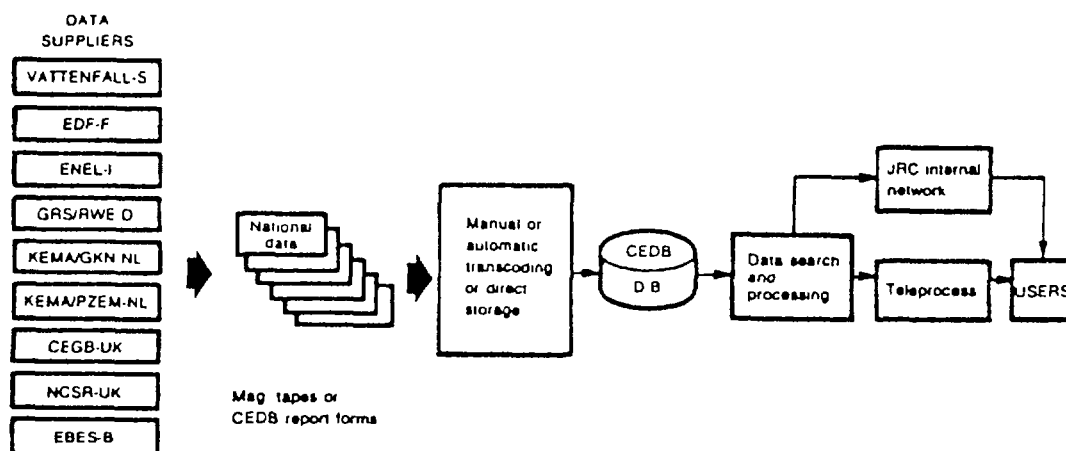 DATA
SUPPLIERS
VATTENFALL-S
EDF-F
ENEL-I
GRS/RWE D
KEMA/GKN NL
KEMA/PZEM-NL
CEGB-UK
NCSR-UK
EBES-B
National
data
Mag tapes or
CEDB report forms
Manual or
automatic
transcoding
or direct
storage
CEDB
D B
Data search
and
processing
JRC internal
network
Teleprocess
USERS